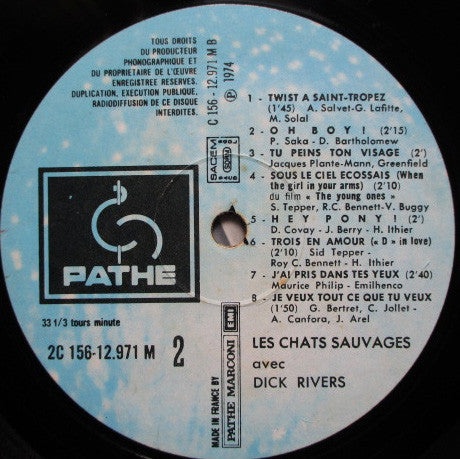 TOUS DROITS
DU PRODUCTEUR
PHONOGRAPHIQUE ET
DU PROPRIETAIRE DE L'ŒUVRE
ENREGISTREE RESERVES.
DUPLICATION, EXECUTION PUBLIQUE,
RADIODIFFUSION DE CE DISQUE
INTERDITES.
C 156-12.971 M B
Ⓟ 1974
SACEM
PATHE
33 1/3 tours minute
2C 156-12.971 M 2
MADE IN FRANCE BY
PATHE MARCONI EMI
1 - TWIST A SAINT-TROPEZ
(1'45) A. Salvet-G. Lafitte,
M. Solal
2 - OH BOY! (2'15)
P. Saka - D. Bartholomew
3 - TU PEINS TON VISAGE (2')
Jacques Plante-Mann, Greenfield
4 - SOUS LE CIEL ECOSSAIS (When
the girl in your arms) (2'10)
du film « The young ones »
S. Tepper, R.C. Bennett-V. Buggy
5 - HEY PONY! (2')
D. Covay - J. Berry - H. Ithier
6 - TROIS EN AMOUR (« D » in love)
(2'10) Sid Tepper -
Roy C. Bennett - H. Ithier
7 - J'AI PRIS DANS TES YEUX (2'40)
Maurice Philip - Emilhenco
8 - JE VEUX TOUT CE QUE TU VEUX
(1'50) G. Bertret, C. Jollet -
A. Canfora, J. Arel
LES CHATS SAUVAGES
avec
DICK RIVERS